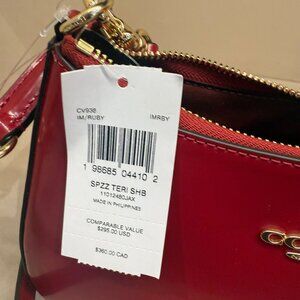 CV938
IM/RUBY
IMRBY
1 98685 04410 2
SPZZ TERI SHB
11012480JAX
MADE IN PHILIPPINES
COMPARABLE VALUE
$295.00 USD
$360.00 CAD